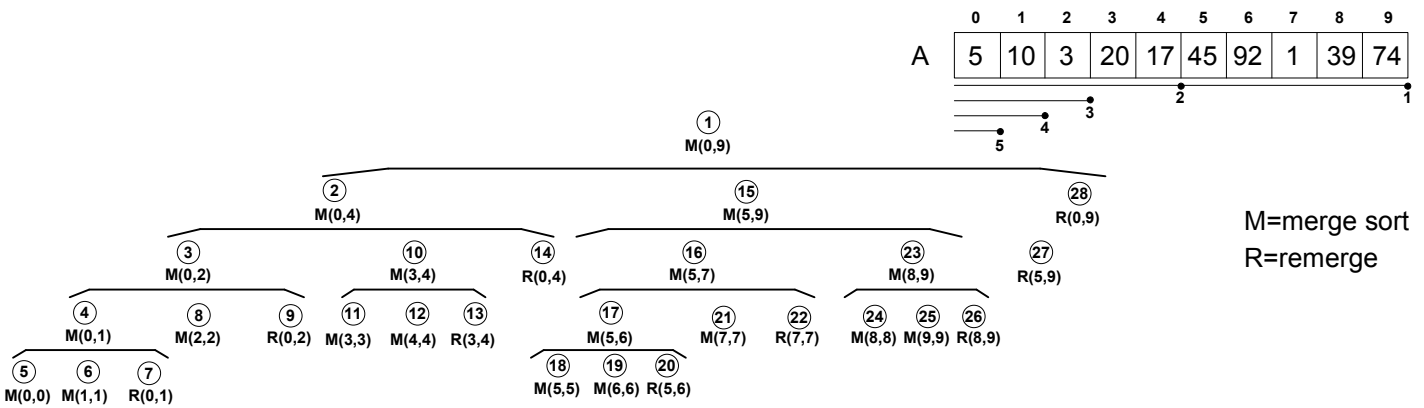 0 1 2 3 4 5 6 7 8 9
A 5 10 3 20 17 45 92 1 39 74
2 1
3
4
5
1
M(0,9)
2 15 28
M(0,4) M(5,9) R(0,9)
M=merge sort
R=remerge
3 10 14 16 23 27
M(0,2) M(3,4) R(0,4) M(5,7) M(8,9) R(5,9)
4 8 9 11 12 13 17 21 22 24 25 26
M(0,1) M(2,2) R(0,2) M(3,3) M(4,4) R(3,4) M(5,6) M(7,7) R(7,7) M(8,8) M(9,9) R(8,9)
5 6 7 18 19 20
M(0,0) M(1,1) R(0,1) M(5,5) M(6,6) R(5,6)